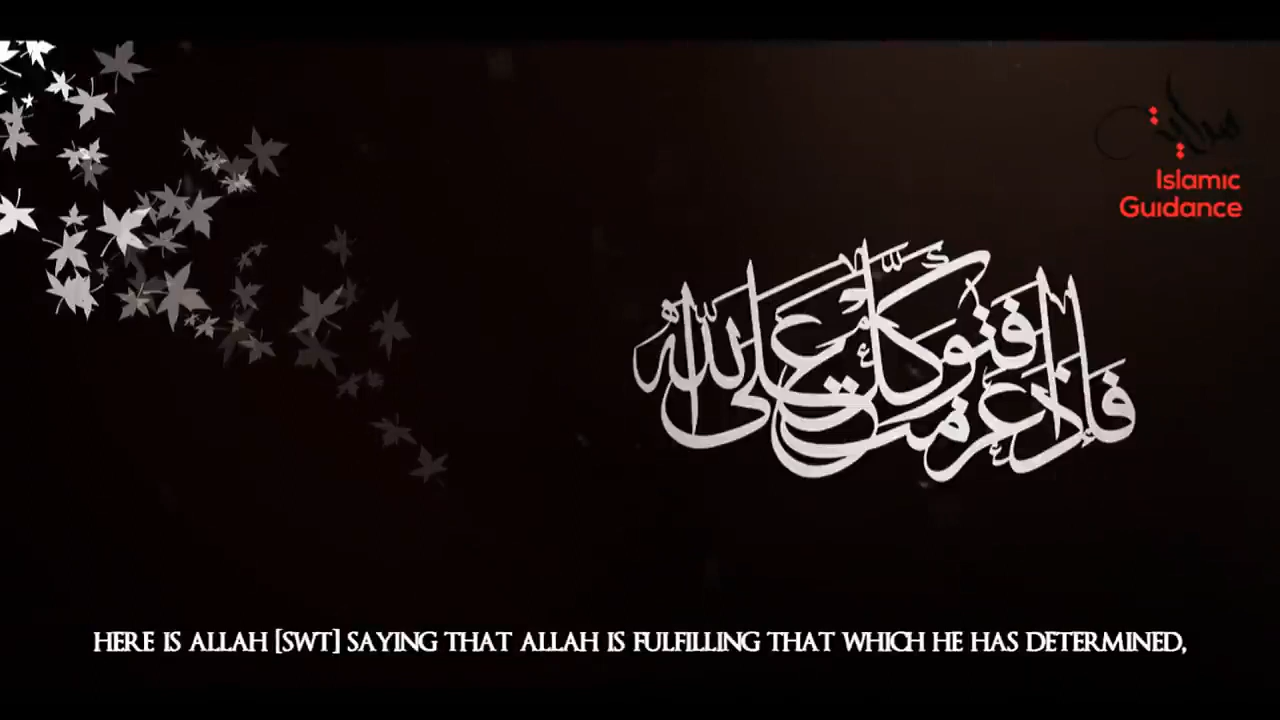 هداية
Islamic
Guidance
فإذا عزمت فتوكل على الله
HERE IS ALLAH [SWT] SAYING THAT ALLAH IS FULFILLING THAT WHICH HE HAS DETERMINED,